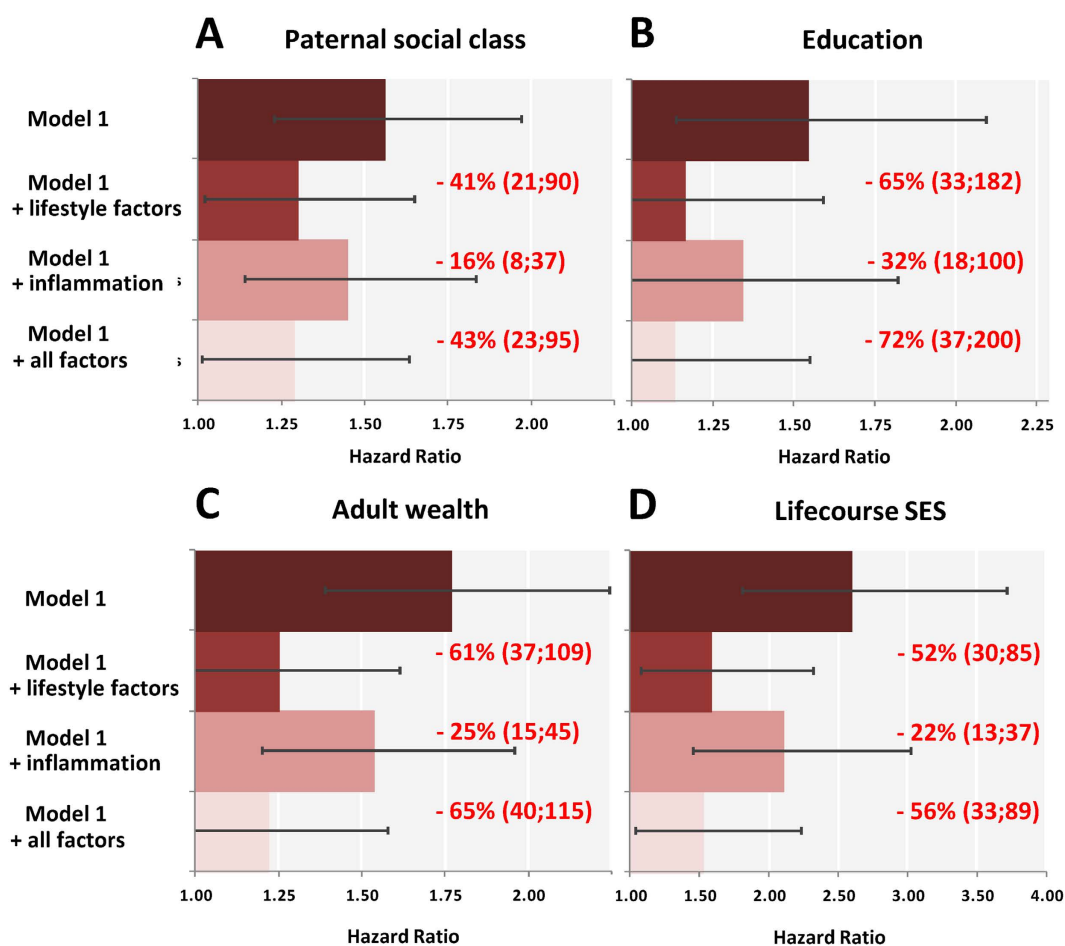 A Paternal social class
Model 1
Model 1
+ lifestyle factors
- 41% (21;90)
Model 1
+ inflammation s
- 16% (8;37)
Model 1
+ all factors s
- 43% (23;95)
1.00 1.25 1.50 1.75 2.00
Hazard Ratio
B Education
- 65% (33;182)
- 32% (18;100)
- 72% (37;200)
1.00 1.25 1.50 1.75 2.00 2.25
Hazard Ratio
C Adult wealth
Model 1
Model 1
+ lifestyle factors
- 61% (37;109)
Model 1
+ inflammation
- 25% (15;45)
Model 1
+ all factors
- 65% (40;115)
1.00 1.25 1.50 1.75 2.00
Hazard Ratio
D Lifecourse SES
- 52% (30;85)
- 22% (13;37)
- 56% (33;89)
1.00 1.50 2.00 2.50 3.00 3.50 4.00
Hazard Ratio